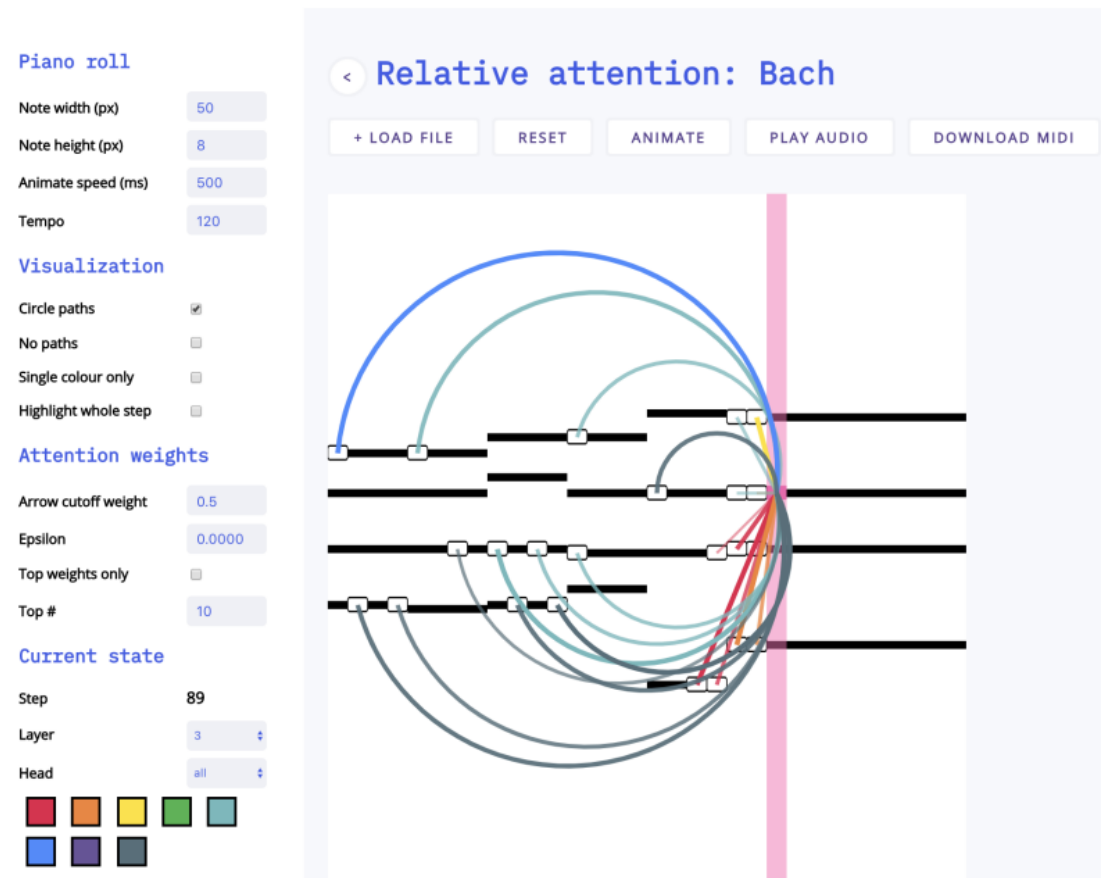 Piano roll
Note width (px) 50
Note height (px) 8
Animate speed (ms) 500
Tempo 120
Visualization
Circle paths
No paths
Single colour only
Highlight whole step
Attention weights
Arrow cutoff weight 0.5
Epsilon 0.0000
Top weights only
Top # 10
Current state
Step 89
Layer 3
Head all
< Relative attention: Bach
+ LOAD FILE RESET ANIMATE PLAY AUDIO DOWNLOAD MIDI